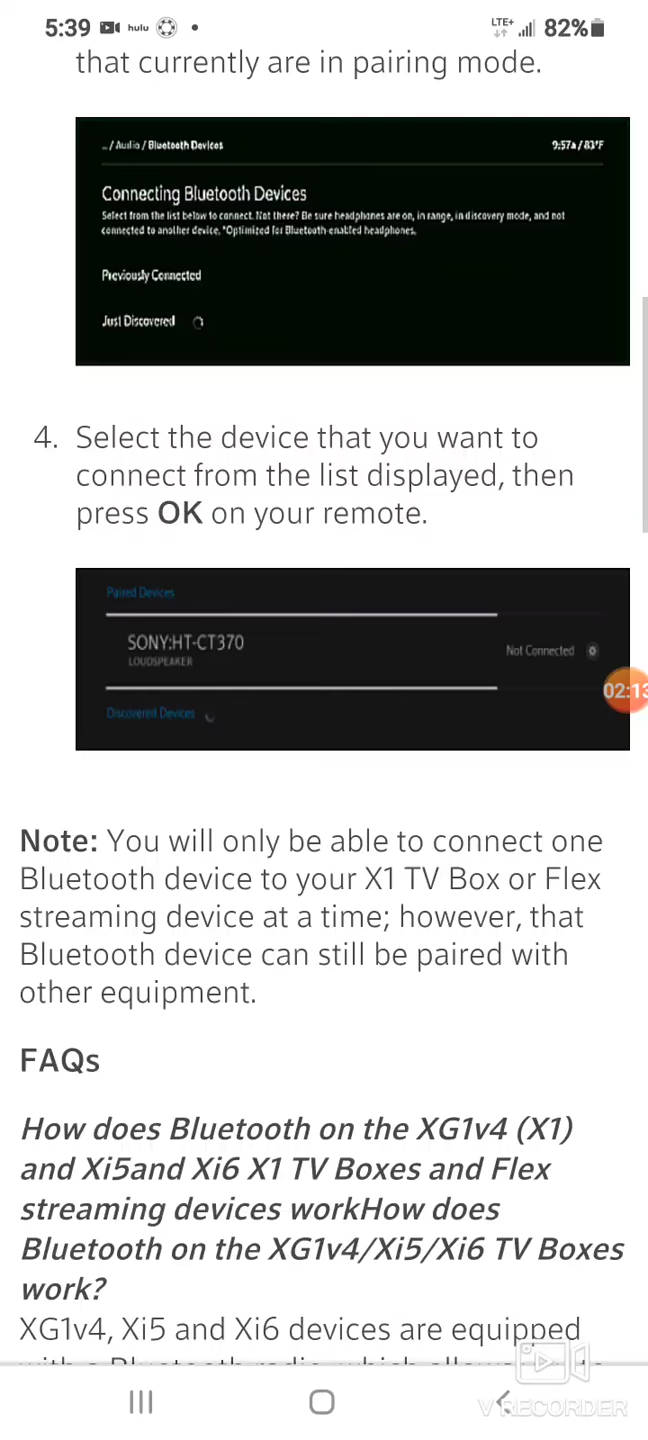 5:39 hulu LTE+ 82%
that currently are in pairing mode.
... / Audio / Bluetooth Devices 9:57a / 83°F
Connecting Bluetooth Devices
Select from the list below to connect. Not there? Be sure headphones are on, in range, in discovery mode, and not
connected to another device. *Optimized for Bluetooth-enabled headphones.
Previously Connected
Just Discovered
4. Select the device that you want to
connect from the list displayed, then
press OK on your remote.
Paired Devices
SONY:HT-CT370
LOUDSPEAKER
Not Connected
02:13
Discovered Devices
Note: You will only be able to connect one
Bluetooth device to your X1 TV Box or Flex
streaming device at a time; however, that
Bluetooth device can still be paired with
other equipment.
FAQs
How does Bluetooth on the XG1v4 (X1)
and Xi5and Xi6 X1 TV Boxes and Flex
streaming devices workHow does
Bluetooth on the XG1v4/Xi5/Xi6 TV Boxes
work?
XG1v4, Xi5 and Xi6 devices are equipped
VRECORDER